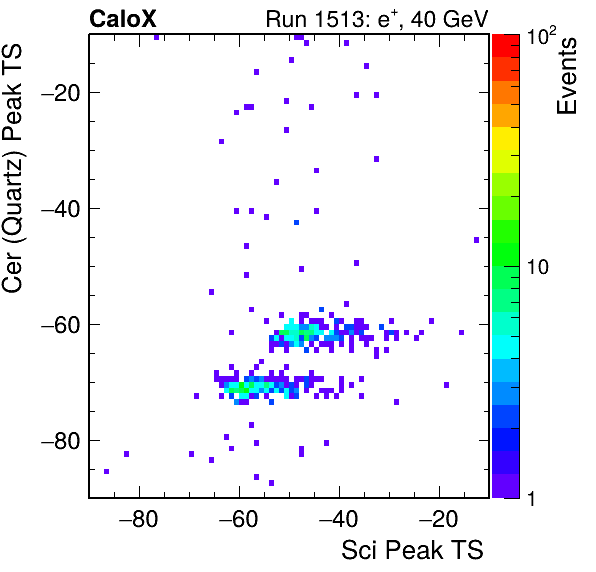 CaloX Run 1513: e⁺, 40 GeV
Cer (Quartz) Peak TS
−20
−40
−60
−80
−80 −60 −40 −20
Sci Peak TS
10²
10
1
Events